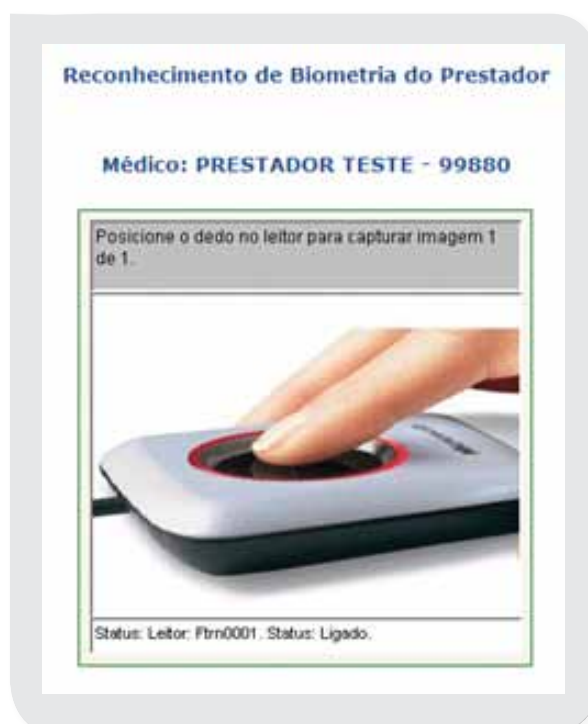 Reconhecimento de Biometria do Prestador
Médico: PRESTADOR TESTE - 99880
Posicione o dedo no leitor para capturar imagem 1
de 1.
Status: Leitor: Ftrn0001. Status: Ligado.